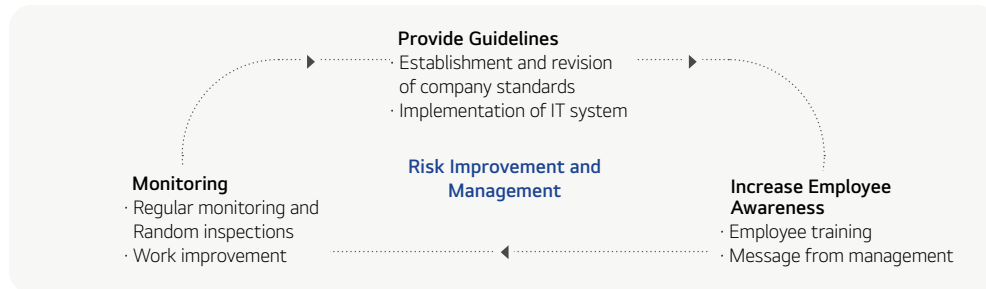 Provide Guidelines
· Establishment and revision
of company standards
· Implementation of IT system
Risk Improvement and
Management
Monitoring
· Regular monitoring and
Random inspections
· Work improvement
Increase Employee
Awareness
· Employee training
· Message from management